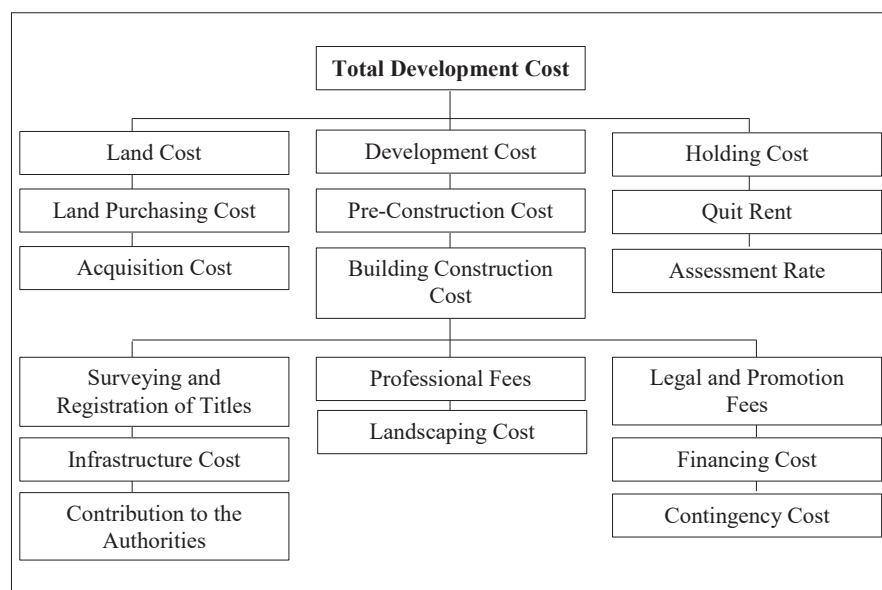 Total Development Cost
Land Cost
Development Cost
Holding Cost
Land Purchasing Cost
Pre-Construction Cost
Quit Rent
Acquisition Cost
Building Construction
Cost
Assessment Rate
Surveying and
Registration of Titles
Professional Fees
Legal and Promotion
Fees
Landscaping Cost
Infrastructure Cost
Financing Cost
Contribution to the
Authorities
Contingency Cost